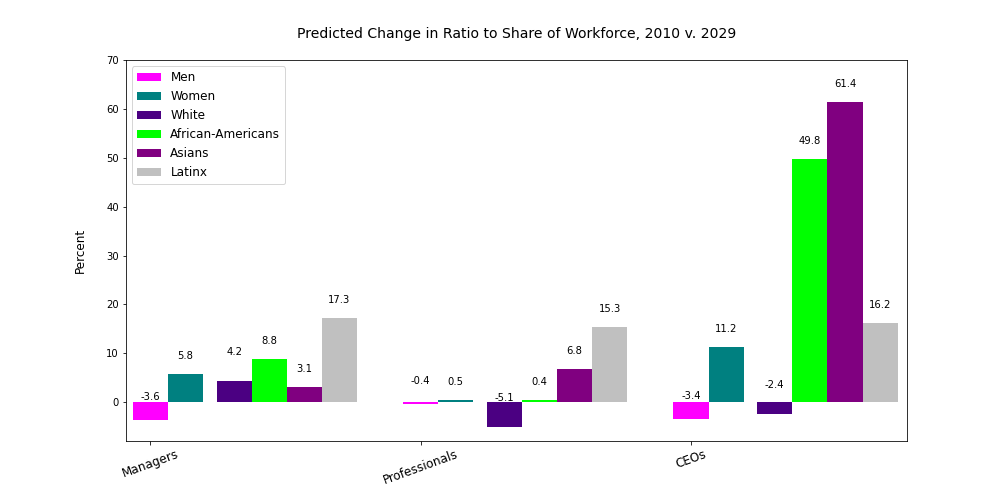 Predicted Change in Ratio to Share of Workforce, 2010 v. 2029
Percent
70
60
50
40
30
20
10
0
Men
Women
White
African-Americans
Asians
Latinx
-3.6
5.8
4.2
8.8
3.1
17.3
-0.4
0.5
-5.1
0.4
6.8
15.3
-3.4
11.2
-2.4
49.8
61.4
16.2
Managers
Professionals
CEOs